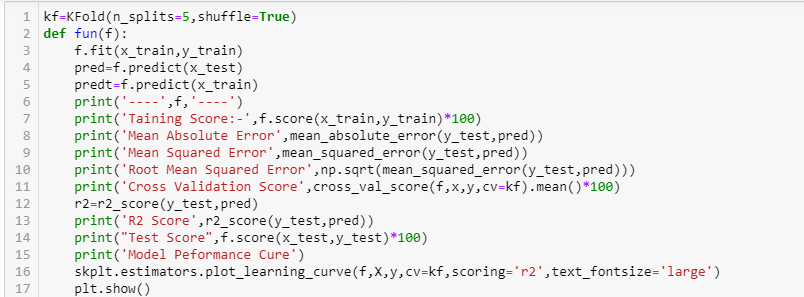 1 kf=KFold(n_splits=5,shuffle=True)
2 def fun(f):
3     f.fit(x_train,y_train)
4     pred=f.predict(x_test)
5     predt=f.predict(x_train)
6     print('----',f,'----')
7     print('Taining Score:-',f.score(x_train,y_train)*100)
8     print('Mean Absolute Error',mean_absolute_error(y_test,pred))
9     print('Mean Squared Error',mean_squared_error(y_test,pred))
10     print('Root Mean Squared Error',np.sqrt(mean_squared_error(y_test,pred)))
11     print('Cross Validation Score',cross_val_score(f,x,y,cv=kf).mean()*100)
12     r2=r2_score(y_test,pred)
13     print('R2 Score',r2_score(y_test,pred))
14     print("Test Score",f.score(x_test,y_test)*100)
15     print('Model Peformance Cure')
16     skplt.estimators.plot_learning_curve(f,X,y,cv=kf,scoring='r2',text_fontsize='large')
17     plt.show()